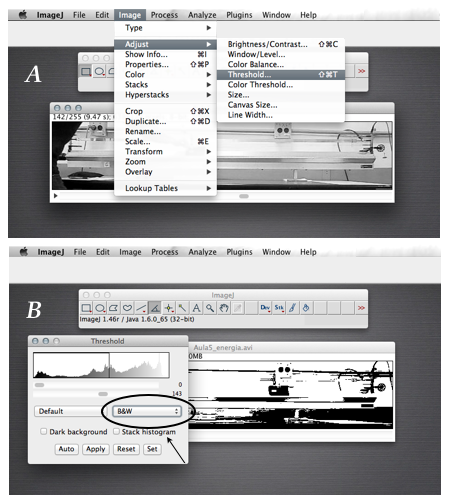 ImageJ File Edit Image Process Analyze Plugins Window Help
Type
Adjust
Show Info... ⌘I
Properties... ⇧⌘P
Color
Stacks
Hyperstacks
Crop ⇧⌘X
Duplicate... ⇧⌘D
Rename...
Scale... ⌘E
Transform
Zoom
Overlay
Lookup Tables
Brightness/Contrast... ⇧⌘C
Window/Level...
Color Balance...
Threshold... ⇧⌘T
Color Threshold...
Size...
Canvas Size...
Line Width...
>>
A
142/255 (9.47 s);
ImageJ File Edit Image Process Analyze Plugins Window Help
B
ImageJ
A Dev Stk >>
ImageJ 1.46r / Java 1.6.0_65 (32-bit)
Threshold
Aula5_energia.avi
0MB
0
143
Default B&W
Dark background Stack histogram
Auto Apply Reset Set